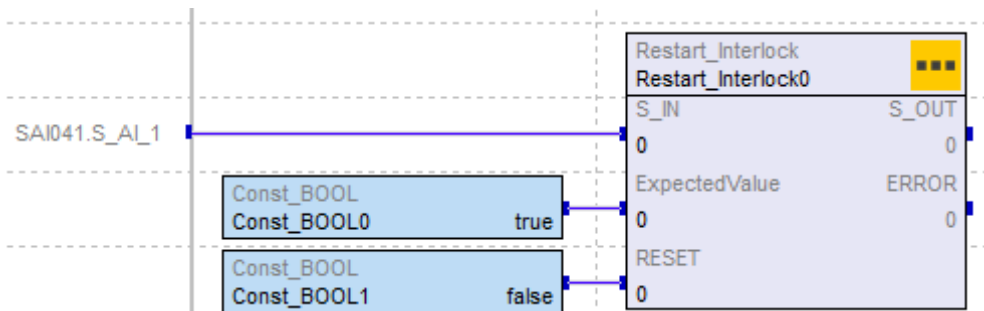 Restart_Interlock
Restart_Interlock0
S_IN S_OUT
SAI041.S_AI_1
0 0
ExpectedValue ERROR
Const_BOOL
Const_BOOL0 true
0 0
RESET
Const_BOOL
Const_BOOL1 false
0